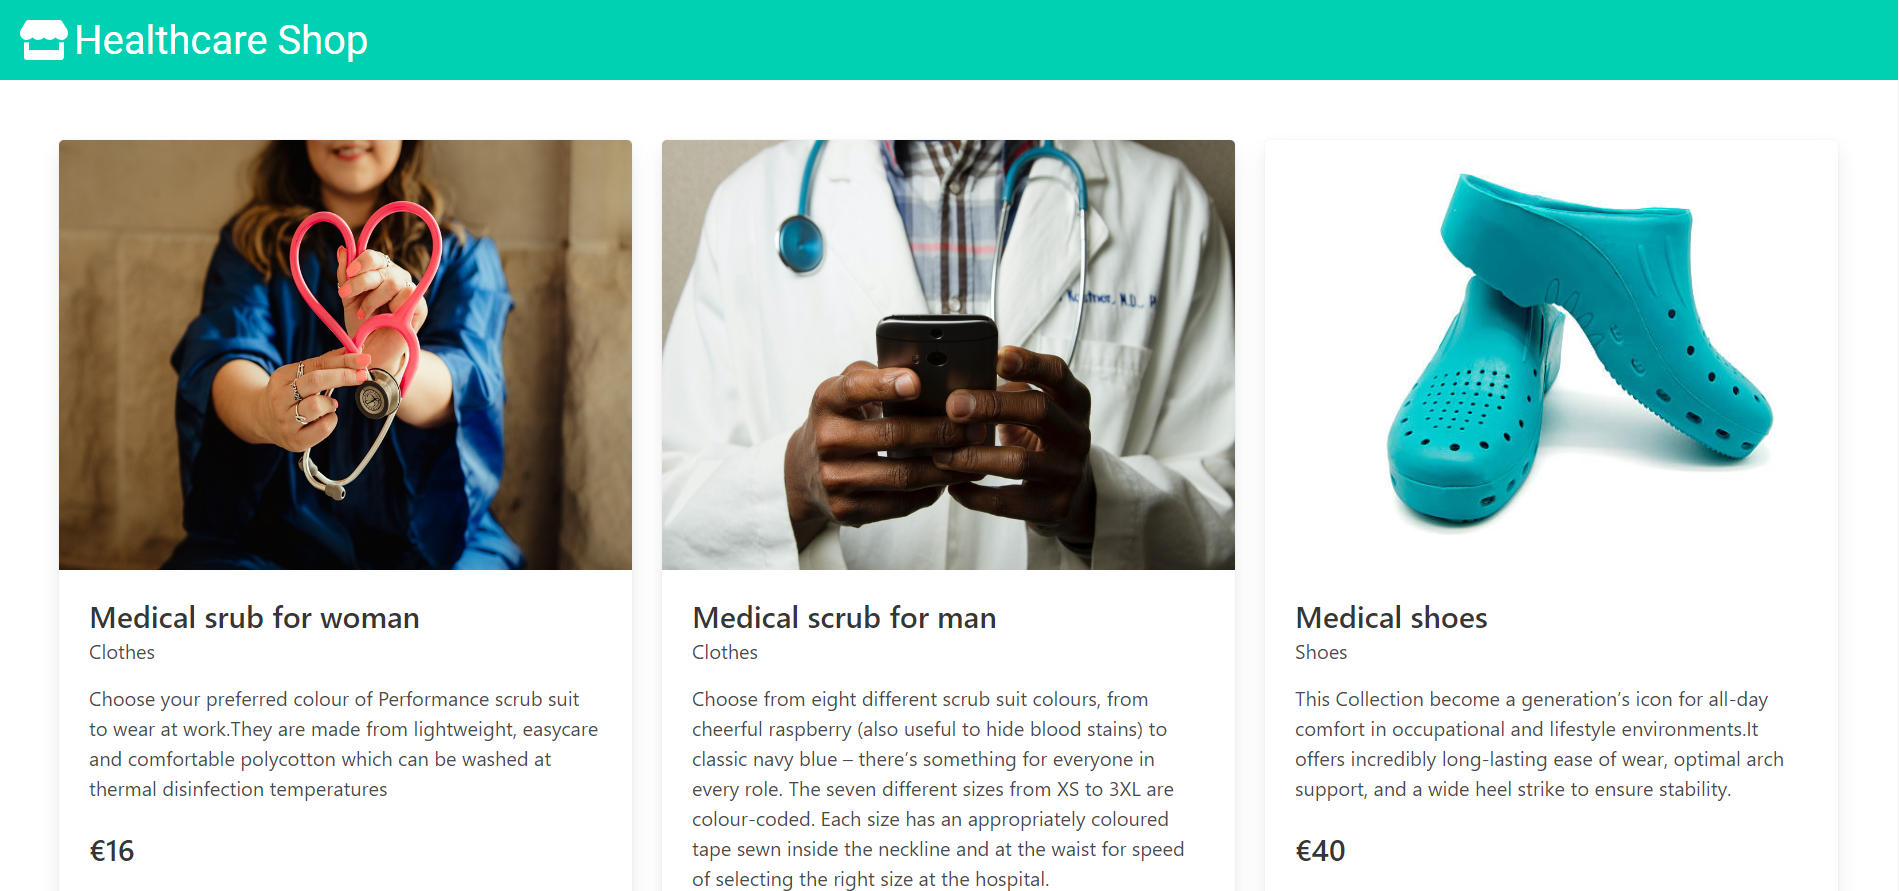 Healthcare Shop
Medical srub for woman
Clothes
Choose your preferred colour of Performance scrub suit
to wear at work.They are made from lightweight, easycare
and comfortable polycotton which can be washed at
thermal disinfection temperatures
€16
M.D.
Medical scrub for man
Clothes
Choose from eight different scrub suit colours, from
cheerful raspberry (also useful to hide blood stains) to
classic navy blue – there’s something for everyone in
every role. The seven different sizes from XS to 3XL are
colour-coded. Each size has an appropriately coloured
tape sewn inside the neckline and at the waist for speed
of selecting the right size at the hospital.
Medical shoes
Shoes
This Collection become a generation’s icon for all-day
comfort in occupational and lifestyle environments.It
offers incredibly long-lasting ease of wear, optimal arch
support, and a wide heel strike to ensure stability.
€40